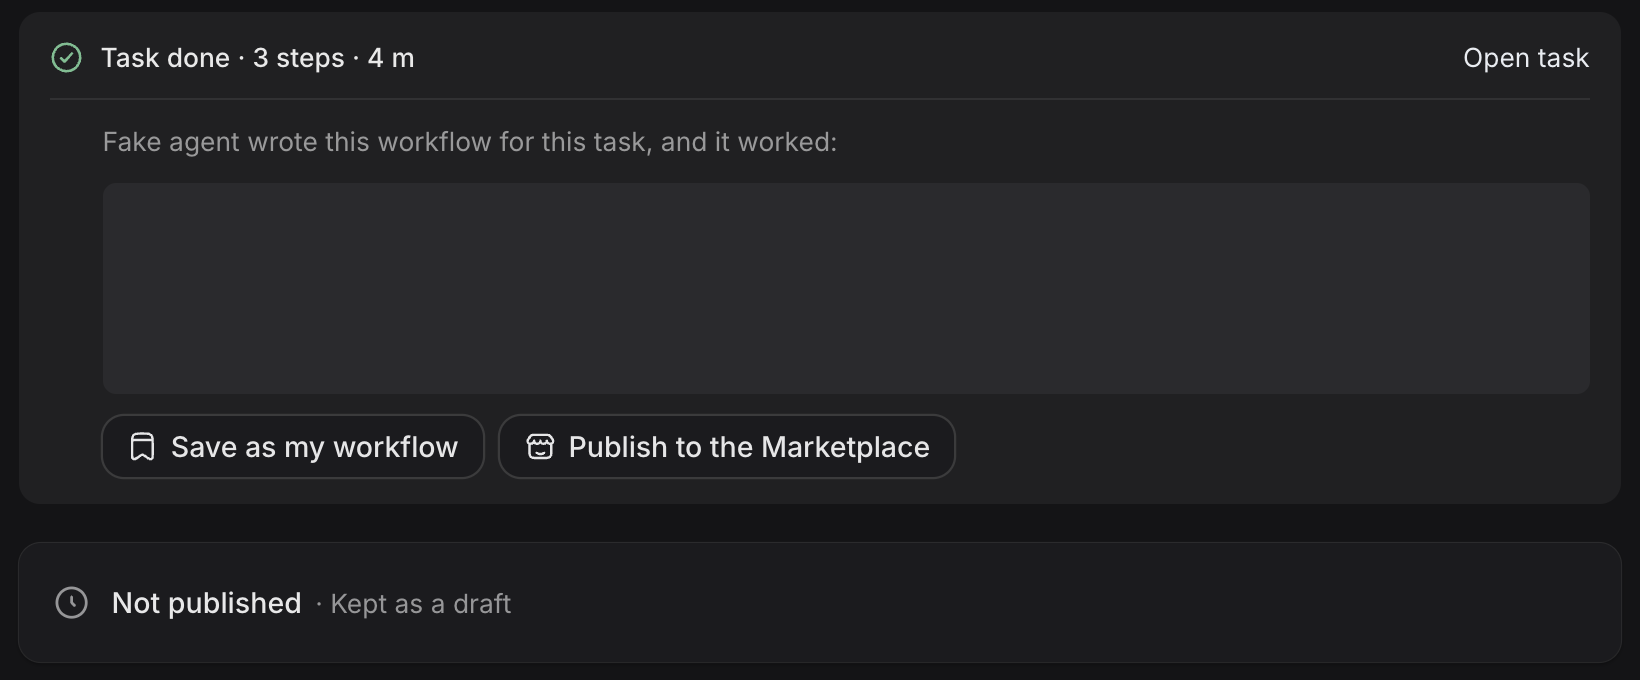 Task done · 3 steps · 4 m
Open task
Fake agent wrote this workflow for this task, and it worked:
Save as my workflow
Publish to the Marketplace
Not published · Kept as a draft